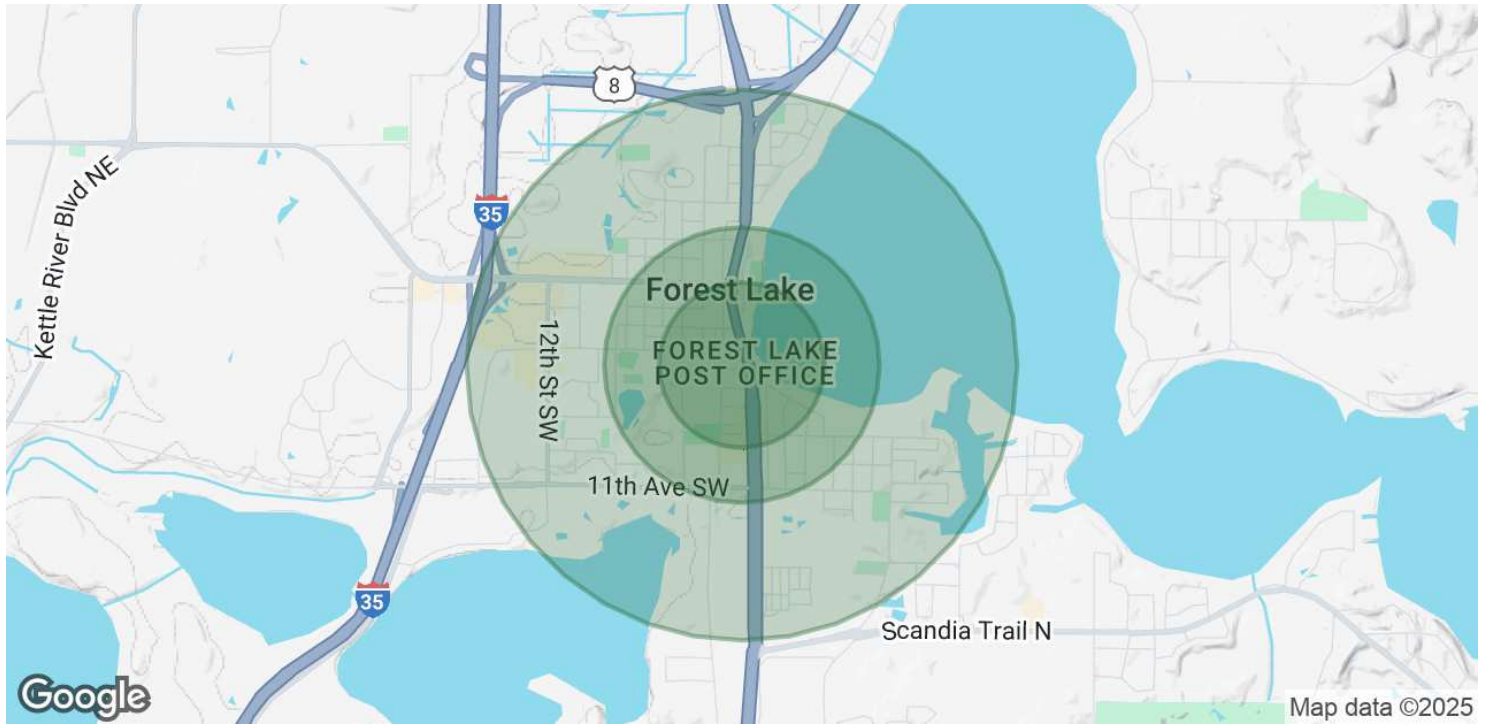 8
Kettle River Blvd NE
35
Forest Lake
FOREST LAKE
POST OFFICE
12th St SW
11th Ave SW
35
Scandia Trail N
Google
Map data ©2025